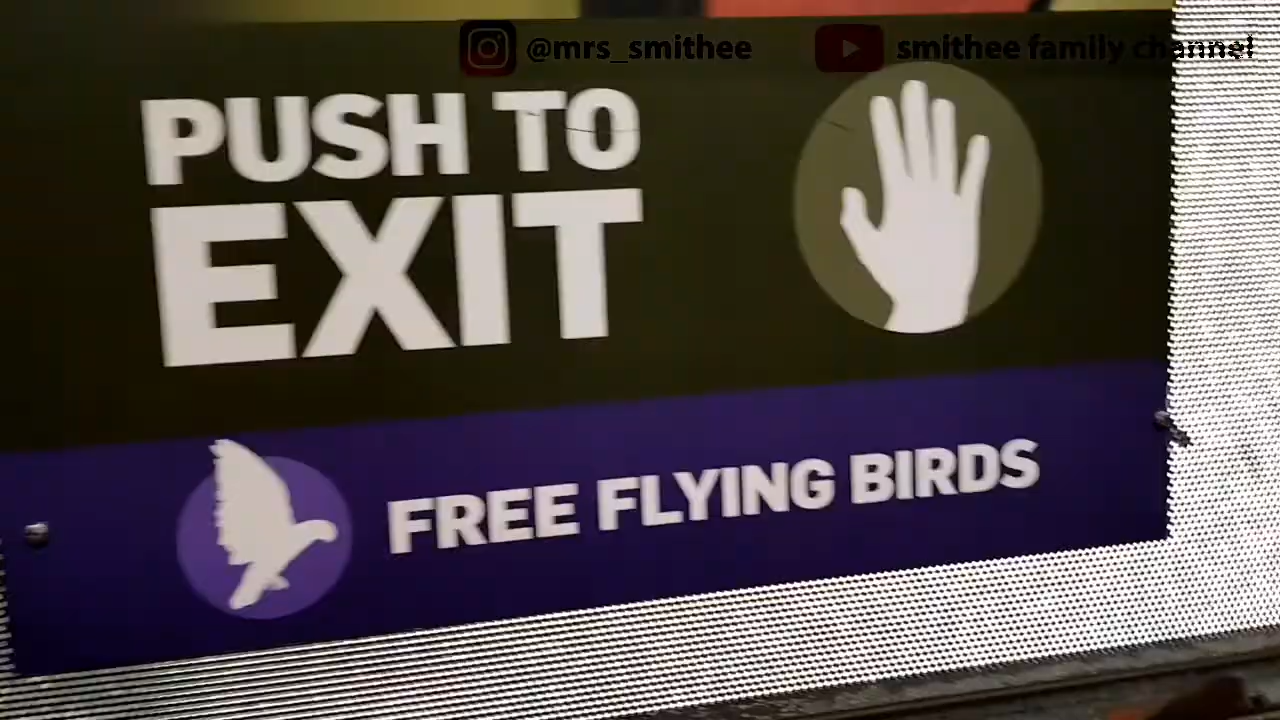 @mrs_smithee
smithee family channel
PUSH TO
EXIT
FREE FLYING BIRDS